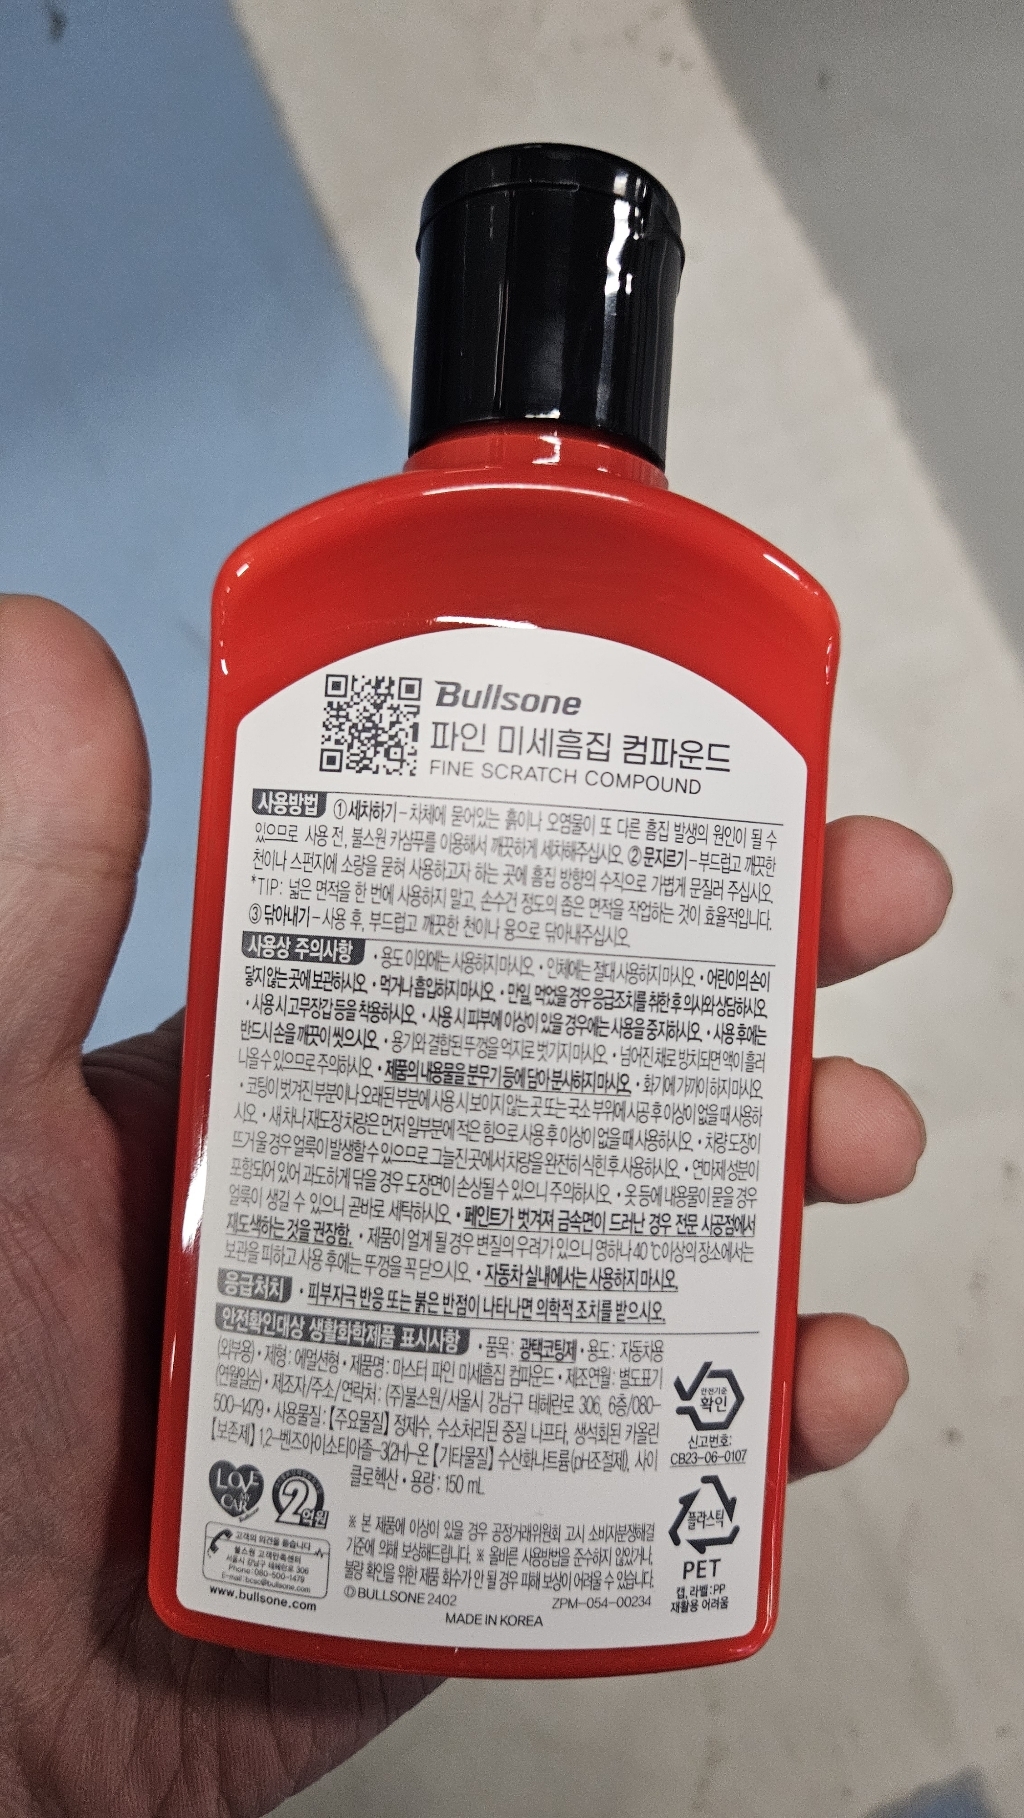 Bullsone
파인 미세흠집 컴파운드
FINE SCRATCH COMPOUND
사용방법 ①세차하기 – 차체에 묻어있는 흙이나 오염물이 또 다른 흠집 발생의 원인이 될 수
있으므로 사용 전, 불스원 카샴푸를 이용해서 깨끗하게 세차해주십시오. ②문지르기 – 부드럽고 깨끗한
천이나 스펀지에 소량을 묻혀 사용하고자 하는 곳에 흠집 방향의 수직으로 가볍게 문질러 주십시오.
*TIP: 넓은 면적을 한 번에 사용하지 말고, 손수건 정도의 좁은 면적을 작업하는 것이 효율적입니다.
③닦아내기 – 사용 후, 부드럽고 깨끗한 천이나 융으로 닦아내주십시오.
사용상 주의사항 • 용도 이외에는 사용하지 마시오. • 인체에는 절대 사용하지 마시오. • 어린이의 손이
닿지 않는 곳에 보관하시오. • 먹거나 흡입하지 마시오. • 만일, 먹었을 경우 응급조치를 취한 후 의사와 상담하시오.
• 사용 시 고무장갑 등을 착용하시오. • 사용 시 피부에 이상이 있을 경우에는 사용을 중지하시오. • 사용 후에는
반드시 손을 깨끗이 씻으시오. • 용기와 결합된 뚜껑을 억지로 벗기지 마시오. • 넘어진 채로 방치되면 액이 흘러
나올 수 있으므로 주의하시오. • 제품의 내용물을 분무기 등에 담아 분사하지 마시오. • 화기에 가까이 하지 마시오.
• 코팅이 벗겨진 부분이나 오래된 부분에 사용 시 보이지 않는 곳 또는 국소 부위에 시공 후 이상이 없을 때 사용하
시오. • 새 차나 재도장 차량은 먼저 일부분에 적은 힘으로 사용 후 이상이 없을 때 사용하시오. • 차량 도장이
뜨거울 경우 얼룩이 발생할 수 있으므로 그늘진 곳에서 차량을 완전히 식힌 후 사용하시오. • 연마제 성분이
포함되어 있어 과도하게 닦을 경우 도장면이 손상될 수 있으니 주의하시오. • 옷 등에 내용물이 묻을 경우
얼룩이 생길 수 있으니 곧바로 세탁하시오. • 페인트가 벗겨져 금속면이 드러난 경우 전문 시공점에서
재도색하는 것을 권장함. • 제품이 얼게 될 경우 변질의 우려가 있으니 영하나 40℃이상의 장소에서는
보관을 피하고 사용 후에는 뚜껑을 꼭 닫으시오. • 자동차 실내에서는 사용하지 마시오.
응급처치 • 피부자극 반응 또는 붉은 반점이 나타나면 의학적 조치를 받으시오.
안전확인대상 생활화학제품 표시사항 • 품목: 광택코팅제 • 용도: 자동차용
(외부용) • 제형: 에멀션형 • 제품명: 마스터 파인 미세흠집 컴파운드 • 제조연월: 별도표기
(연월일순) • 제조자/주소/연락처: (주)불스원/서울시 강남구 테헤란로 306, 6층/080-
500-1479 • 사용물질: 【주요물질】 정제수, 수소처리된 중질 나프타, 생석회된 카올린
【보존제】 1,2-벤즈아이소티아졸-3(2H)-온 【기타물질】 수산화나트륨(pH조절제), 사이
클로헥산 • 용량: 150 mL
안전기준
확인
신고번호:
CB23-06-0107
LOVE
MY
CAR
Bullsone
2억원
고객의 의견을 듣습니다
불스원 고객만족센터
서울시 강남구 테헤란로 306
Phone: 080-500-1479
E-mail: bcsc@bullsone.com
www.bullsone.com
※ 본 제품에 이상이 있을 경우 공정거래위원회 고시 소비자분쟁해결
기준에 의해 보상해드립니다. ※ 올바른 사용방법을 준수하지 않았거나,
불량 확인을 위한 제품 회수가 안 될 경우 피해 보상이 어려울 수 있습니다.
ⒸBULLSONE 2402 ZPM-054-00234
MADE IN KOREA
플라스틱
PET
캡, 라벨: PP
재활용 어려움